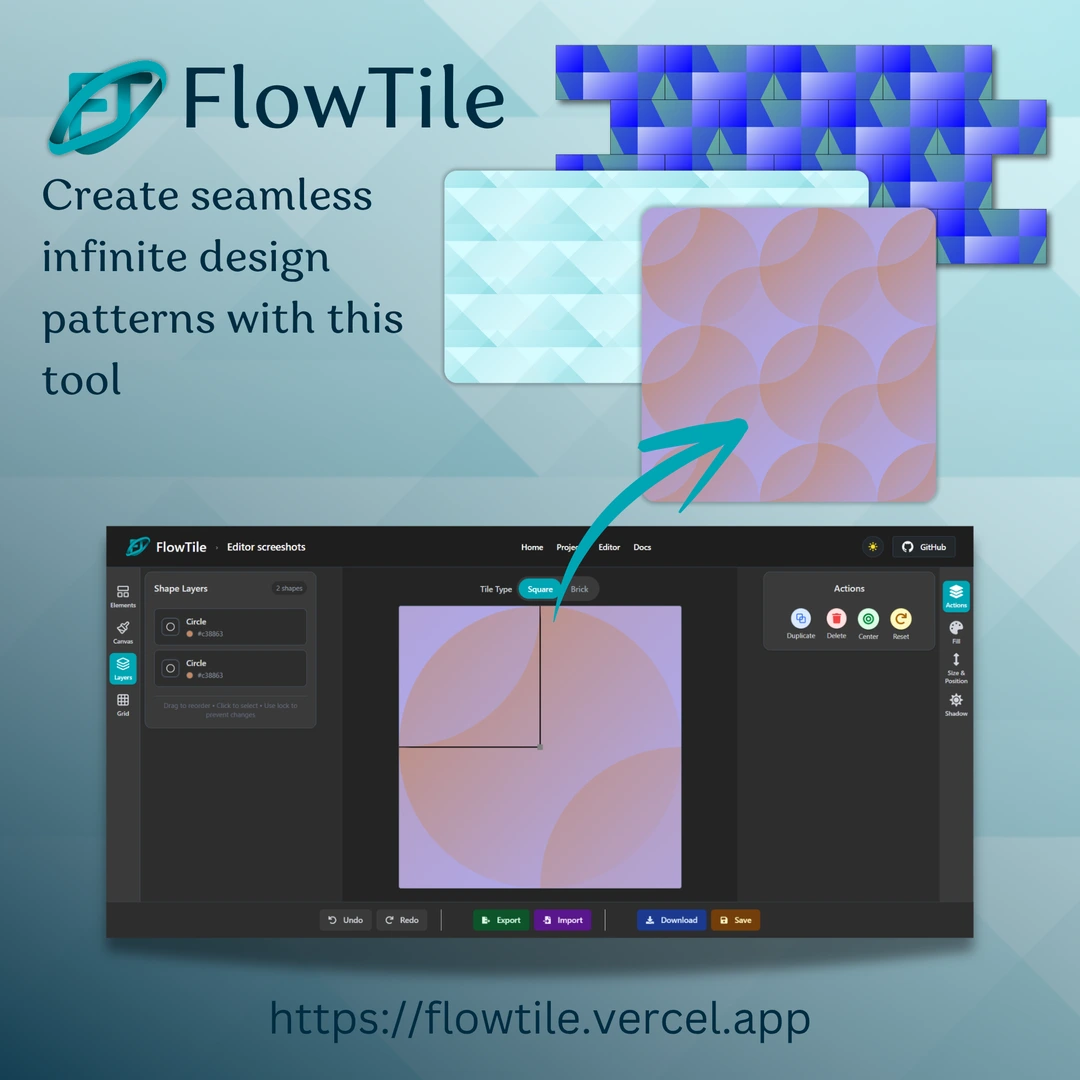 FlowTile
Create seamless
infinite design
patterns with this
tool
FlowTile › Editor screeshots
Home Projec Editor Docs
GitHub
Elements
Canvas
Layers
Grid
Shape Layers 2 shapes
Circle
#c38863
Circle
#c38863
Drag to reorder • Click to select • Use lock to
prevent changes
Tile Type Square Brick
Actions
Duplicate Delete Center Reset
Actions
Fill
Size &
Position
Shadow
Undo Redo Export Import Download Save
https://flowtile.vercel.app